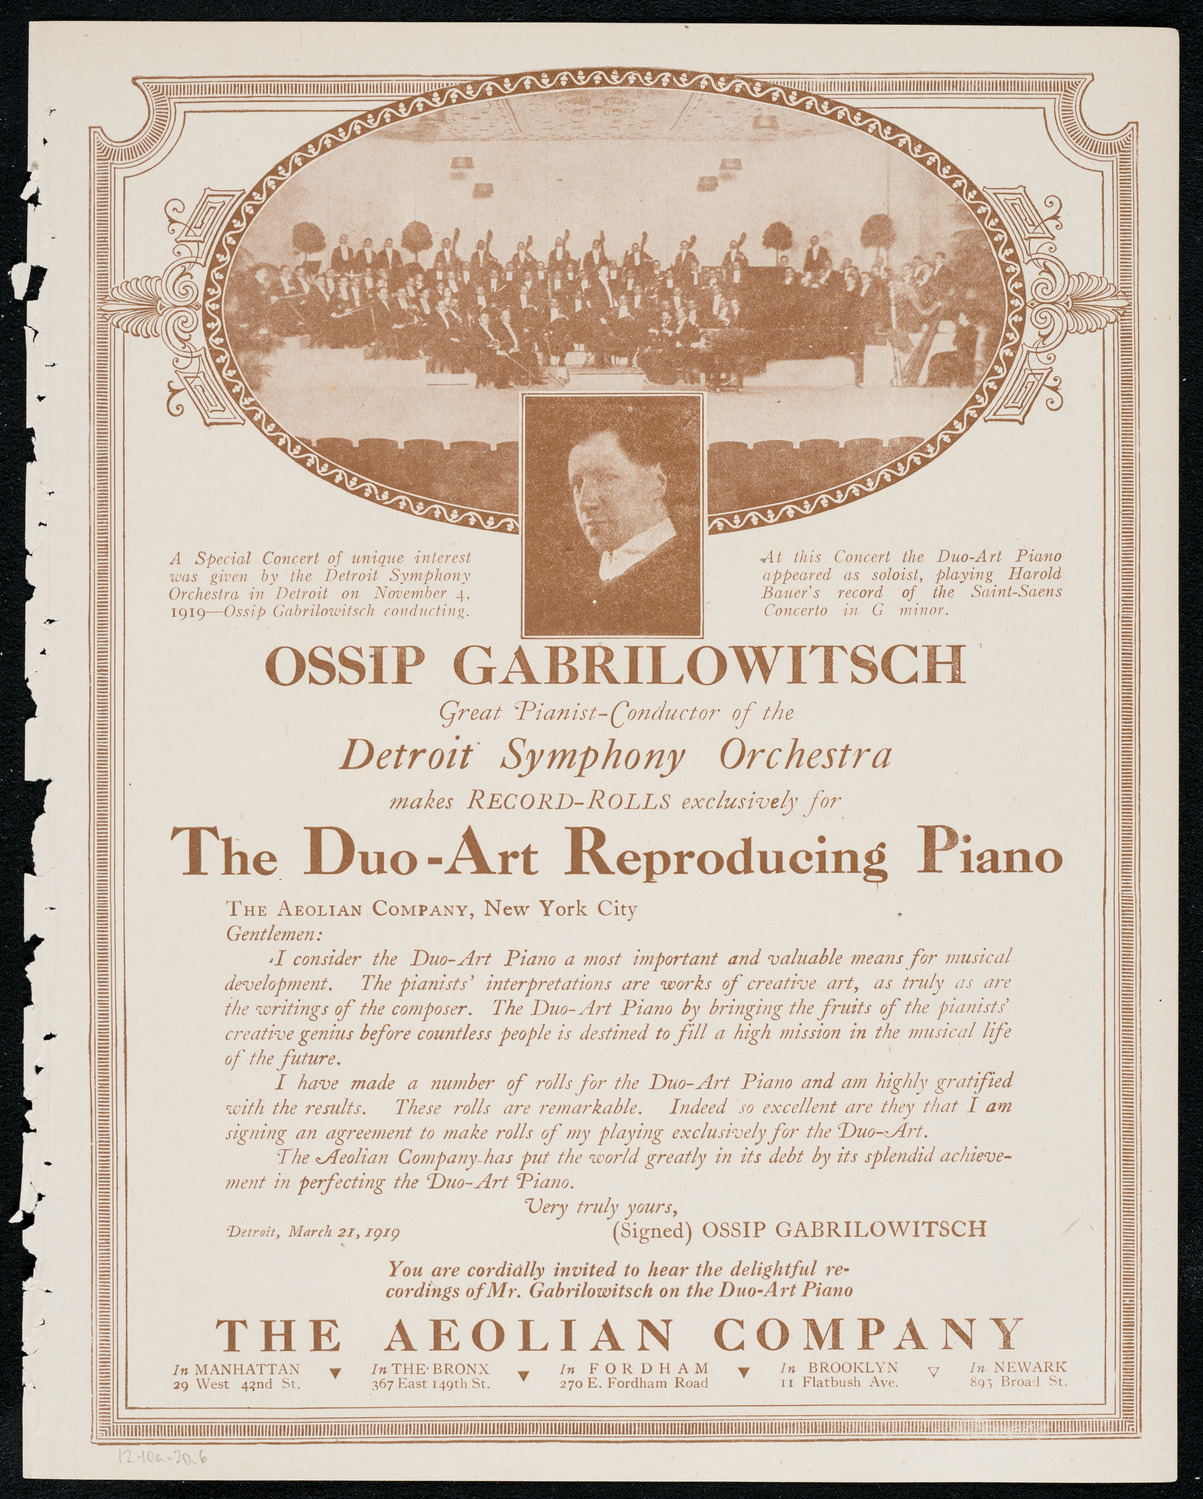 A Special Concert of unique interest
was given by the Detroit Symphony
Orchestra in Detroit on November 4,
1919—Ossip Gabrilowitsch conducting.
At this Concert the Duo-Art Piano
appeared as soloist, playing Harold
Bauer's record of the Saint-Saens
Concerto in G minor.
OSSIP GABRILOWITSCH
Great Pianist-Conductor of the
Detroit Symphony Orchestra
makes RECORD-ROLLS exclusively for
The Duo-Art Reproducing Piano
THE AEOLIAN COMPANY, New York City
Gentlemen:
I consider the Duo-Art Piano a most important and valuable means for musical
development. The pianists' interpretations are works of creative art, as truly as are
the writings of the composer. The Duo-Art Piano by bringing the fruits of the pianists'
creative genius before countless people is destined to fill a high mission in the musical life
of the future.
I have made a number of rolls for the Duo-Art Piano and am highly gratified
with the results. These rolls are remarkable. Indeed so excellent are they that I am
signing an agreement to make rolls of my playing exclusively for the Duo-Art.
The Aeolian Company has put the world greatly in its debt by its splendid achieve-
ment in perfecting the Duo-Art Piano.
Very truly yours,
Detroit, March 21, 1919 (Signed) OSSIP GABRILOWITSCH
You are cordially invited to hear the delightful re-
cordings of Mr. Gabrilowitsch on the Duo-Art Piano
THE AEOLIAN COMPANY
In MANHATTAN ▼ In THE BRONX ▼ In FORDHAM ▼ In BROOKLYN ▽ In NEWARK
29 West 42nd St. 367 East 149th St. 270 E. Fordham Road 11 Flatbush Ave. 895 Broad St.
12-10a-20.6